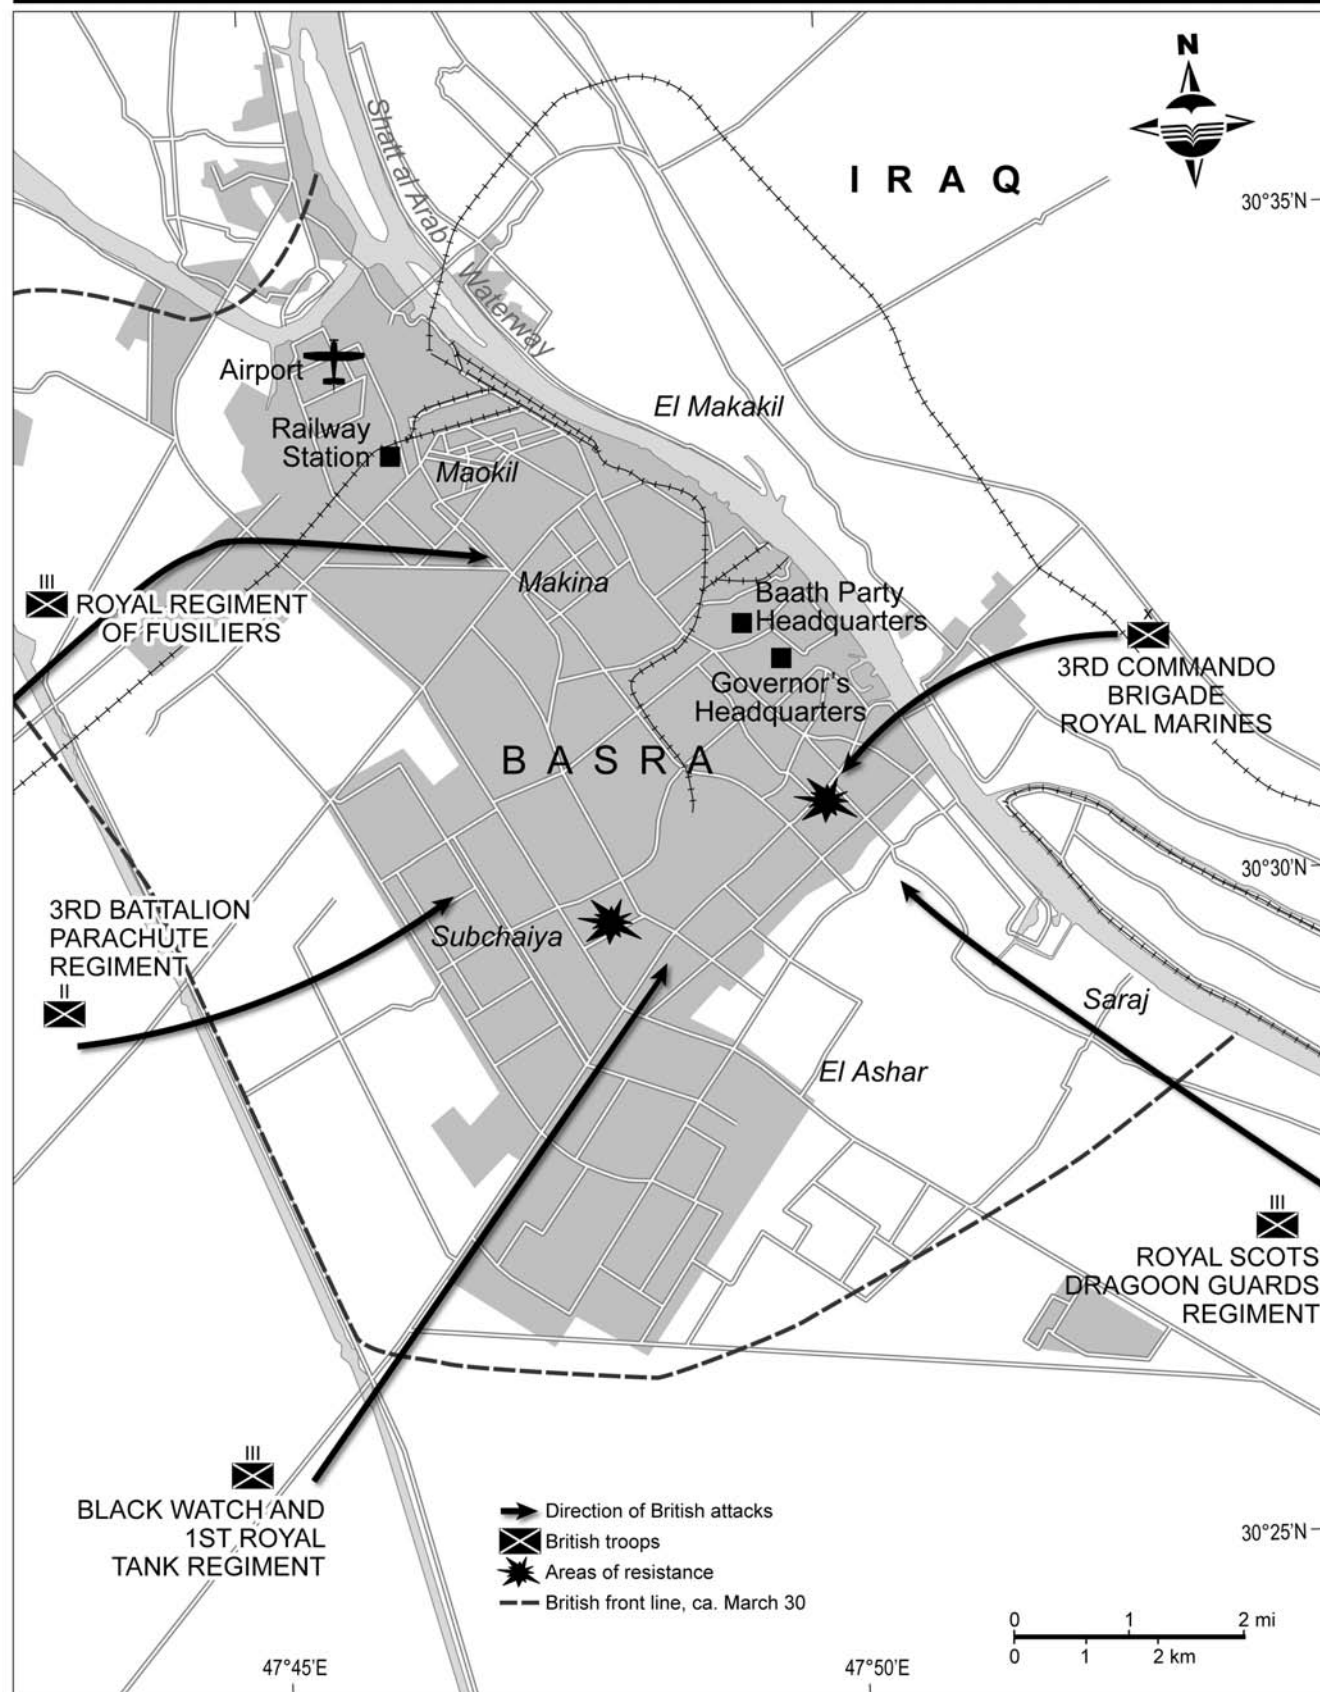 N
IRAQ
30°35'N
Shatt al Arab
Waterway
Airport
El Makakil
Railway
Station
Maokil
III
ROYAL REGIMENT
OF FUSILIERS
Makina
Baath Party
Headquarters
X
3RD COMMANDO
BRIGADE
ROYAL MARINES
Governor's
Headquarters
BASRA
30°30'N
3RD BATTALION
PARACHUTE
REGIMENT
II
Subchaiya
Saraj
El Ashar
III
ROYAL SCOTS
DRAGOON GUARDS
REGIMENT
III
BLACK WATCH AND
1ST ROYAL
TANK REGIMENT
Direction of British attacks
British troops
Areas of resistance
British front line, ca. March 30
30°25'N
0 1 2 mi
0 1 2 km
47°45'E
47°50'E